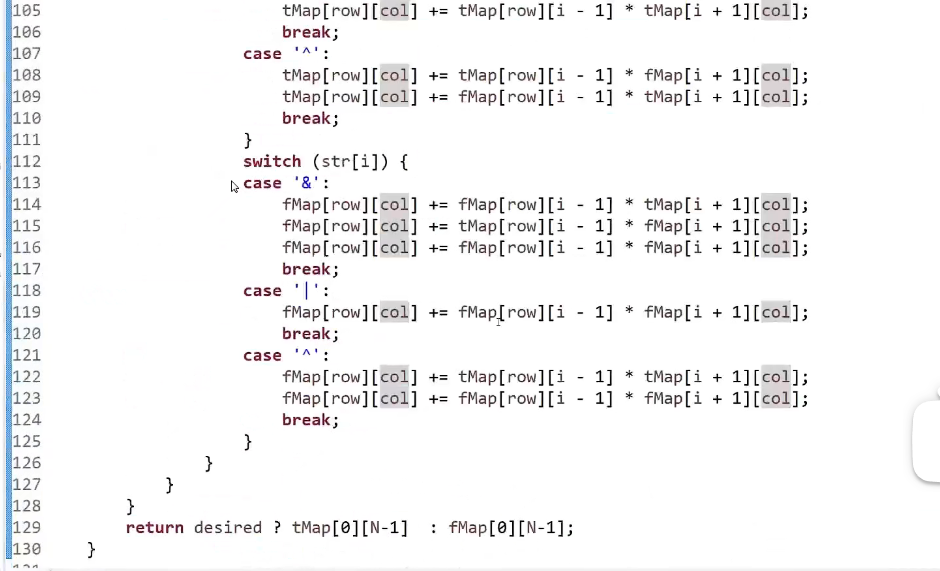 105 tMap[row][col] += tMap[row][i - 1] * tMap[i + 1][col];
106 break;
107 case '^':
108 tMap[row][col] += tMap[row][i - 1] * fMap[i + 1][col];
109 tMap[row][col] += fMap[row][i - 1] * tMap[i + 1][col];
110 break;
111 }
112 switch (str[i]) {
113 case '&':
114 fMap[row][col] += fMap[row][i - 1] * tMap[i + 1][col];
115 fMap[row][col] += tMap[row][i - 1] * fMap[i + 1][col];
116 fMap[row][col] += fMap[row][i - 1] * fMap[i + 1][col];
117 break;
118 case '|':
119 fMap[row][col] += fMap[row][i - 1] * fMap[i + 1][col];
120 break;
121 case '^':
122 fMap[row][col] += tMap[row][i - 1] * tMap[i + 1][col];
123 fMap[row][col] += fMap[row][i - 1] * fMap[i + 1][col];
124 break;
125 }
126 }
127 }
128 }
129 return desired ? tMap[0][N-1] : fMap[0][N-1];
130 }